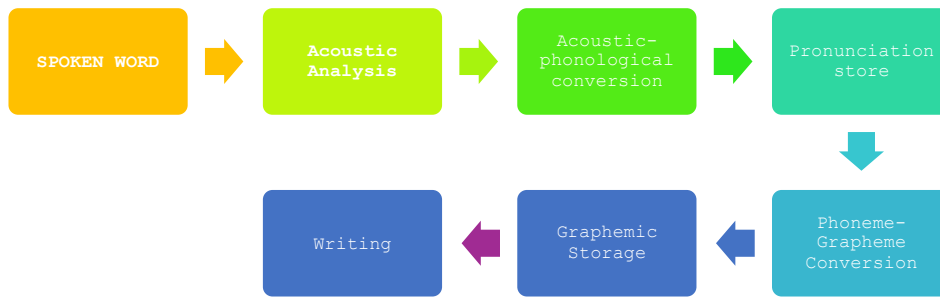 SPOKEN WORD
Acoustic
Analysis
Acoustic-
phonological
conversion
Pronunciation
store
Phoneme-
Grapheme
Conversion
Graphemic
Storage
Writing